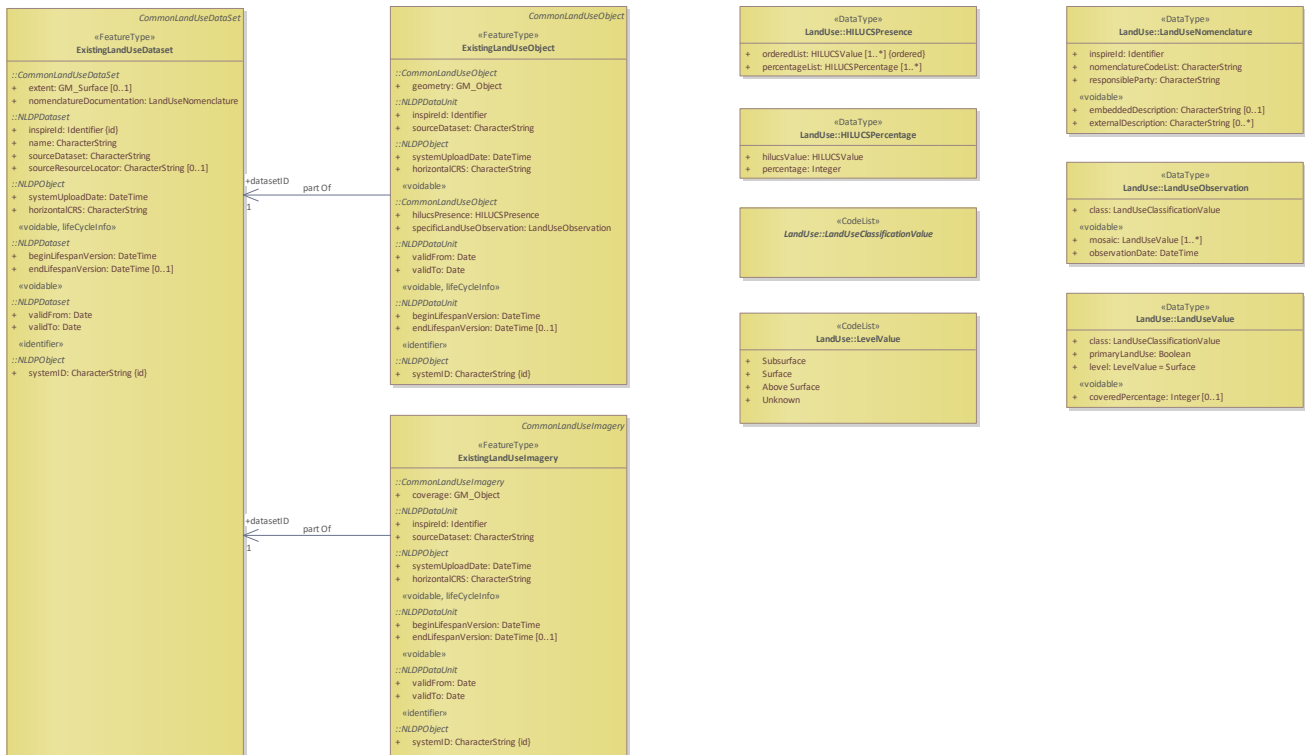 CommonLandUseDataSet
«FeatureType»
ExistingLandUseDataset
::CommonLandUseDataSet
+ extent: GM_Surface [0..1]
+ nomenclatureDocumentation: LandUseNomenclature
::NLDPDataset
+ inspireId: Identifier {id}
+ name: CharacterString
+ sourceDataset: CharacterString
+ sourceResourceLocator: CharacterString [0..1]
::NLDPObject
+ systemUploadDate: DateTime
+ horizontalCRS: CharacterString
«voidable, lifeCycleInfo»
::NLDPDataset
+ beginLifespanVersion: DateTime
+ endLifespanVersion: DateTime [0..1]
«voidable»
::NLDPDataset
+ validFrom: Date
+ validTo: Date
«identifier»
::NLDPObject
+ systemID: CharacterString {id}
+datasetID
part Of
1
+datasetID
part Of
1
CommonLandUseObject
«FeatureType»
ExistingLandUseObject
::CommonLandUseObject
+ geometry: GM_Object
::NLDPDataUnit
+ inspireId: Identifier
+ sourceDataset: CharacterString
::NLDPObject
+ systemUploadDate: DateTime
+ horizontalCRS: CharacterString
«voidable»
::CommonLandUseObject
+ hilucsPresence: HILUCSPresence
+ specificLandUseObservation: LandUseObservation
::NLDPDataUnit
+ validFrom: Date
+ validTo: Date
«voidable, lifeCycleInfo»
::NLDPDataUnit
+ beginLifespanVersion: DateTime
+ endLifespanVersion: DateTime [0..1]
«identifier»
::NLDPObject
+ systemID: CharacterString {id}
CommonLandUseImagery
«FeatureType»
ExistingLandUseImagery
::CommonLandUseImagery
+ coverage: GM_Object
::NLDPDataUnit
+ inspireId: Identifier
+ sourceDataset: CharacterString
::NLDPObject
+ systemUploadDate: DateTime
+ horizontalCRS: CharacterString
«voidable, lifeCycleInfo»
::NLDPDataUnit
+ beginLifespanVersion: DateTime
+ endLifespanVersion: DateTime [0..1]
«voidable»
::NLDPDataUnit
+ validFrom: Date
+ validTo: Date
«identifier»
::NLDPObject
+ systemID: CharacterString {id}
«DataType»
LandUse::HILUCSPresence
+ orderedList: HILUCSValue [1..*] {ordered}
+ percentageList: HILUCSPercentage [1..*]
«DataType»
LandUse::HILUCSPercentage
+ hilucsValue: HILUCSValue
+ percentage: Integer
«CodeList»
LandUse::LandUseClassificationValue
«CodeList»
LandUse::LevelValue
+ Subsurface
+ Surface
+ Above Surface
+ Unknown
«DataType»
LandUse::LandUseNomenclature
+ inspireId: Identifier
+ nomenclatureCodeList: CharacterString
+ responsibleParty: CharacterString
«voidable»
+ embeddedDescription: CharacterString [0..1]
+ externalDescription: CharacterString [0..*]
«DataType»
LandUse::LandUseObservation
+ class: LandUseClassificationValue
«voidable»
+ mosaic: LandUseValue [1..*]
+ observationDate: DateTime
«DataType»
LandUse::LandUseValue
+ class: LandUseClassificationValue
+ primaryLandUse: Boolean
+ level: LevelValue = Surface
«voidable»
+ coveredPercentage: Integer [0..1]